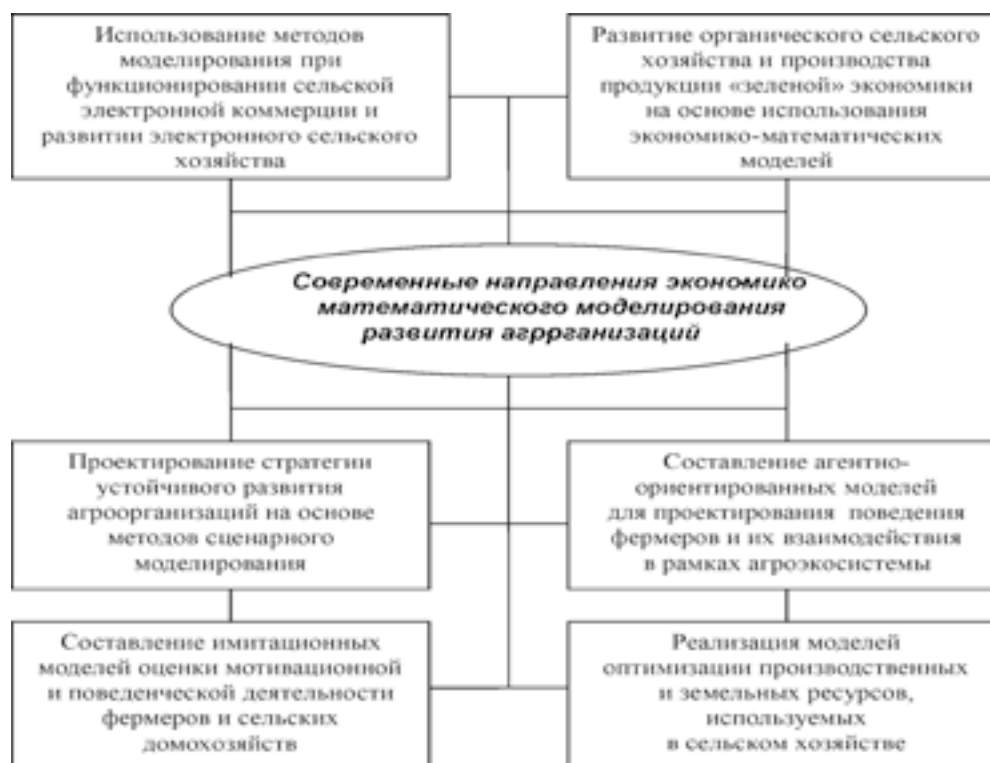 Использование методов
моделирования при
функционировании сельской
электронной коммерции и
развитии электронного сельского
хозяйства
Развитие органического сельского
хозяйства и производства
продукции «зеленой» экономики
на основе использования
экономико-математических
моделей
Современные направления экономико
математического моделирования
развития агррганизаций
Проектирование стратегии
устойчивого развития
агроорганизаций на основе
методов сценарного
моделирования
Составление агентно-
ориентированных моделей
для проектирования поведения
фермеров и их взаимодействия
в рамках агроэкосистемы
Составление имитационных
моделей оценки мотивационной
и поведенческой деятельности
фермеров и сельских
домохозяйств
Реализация моделей
оптимизации производственных
и земельных ресурсов,
используемых
в сельском хозяйстве